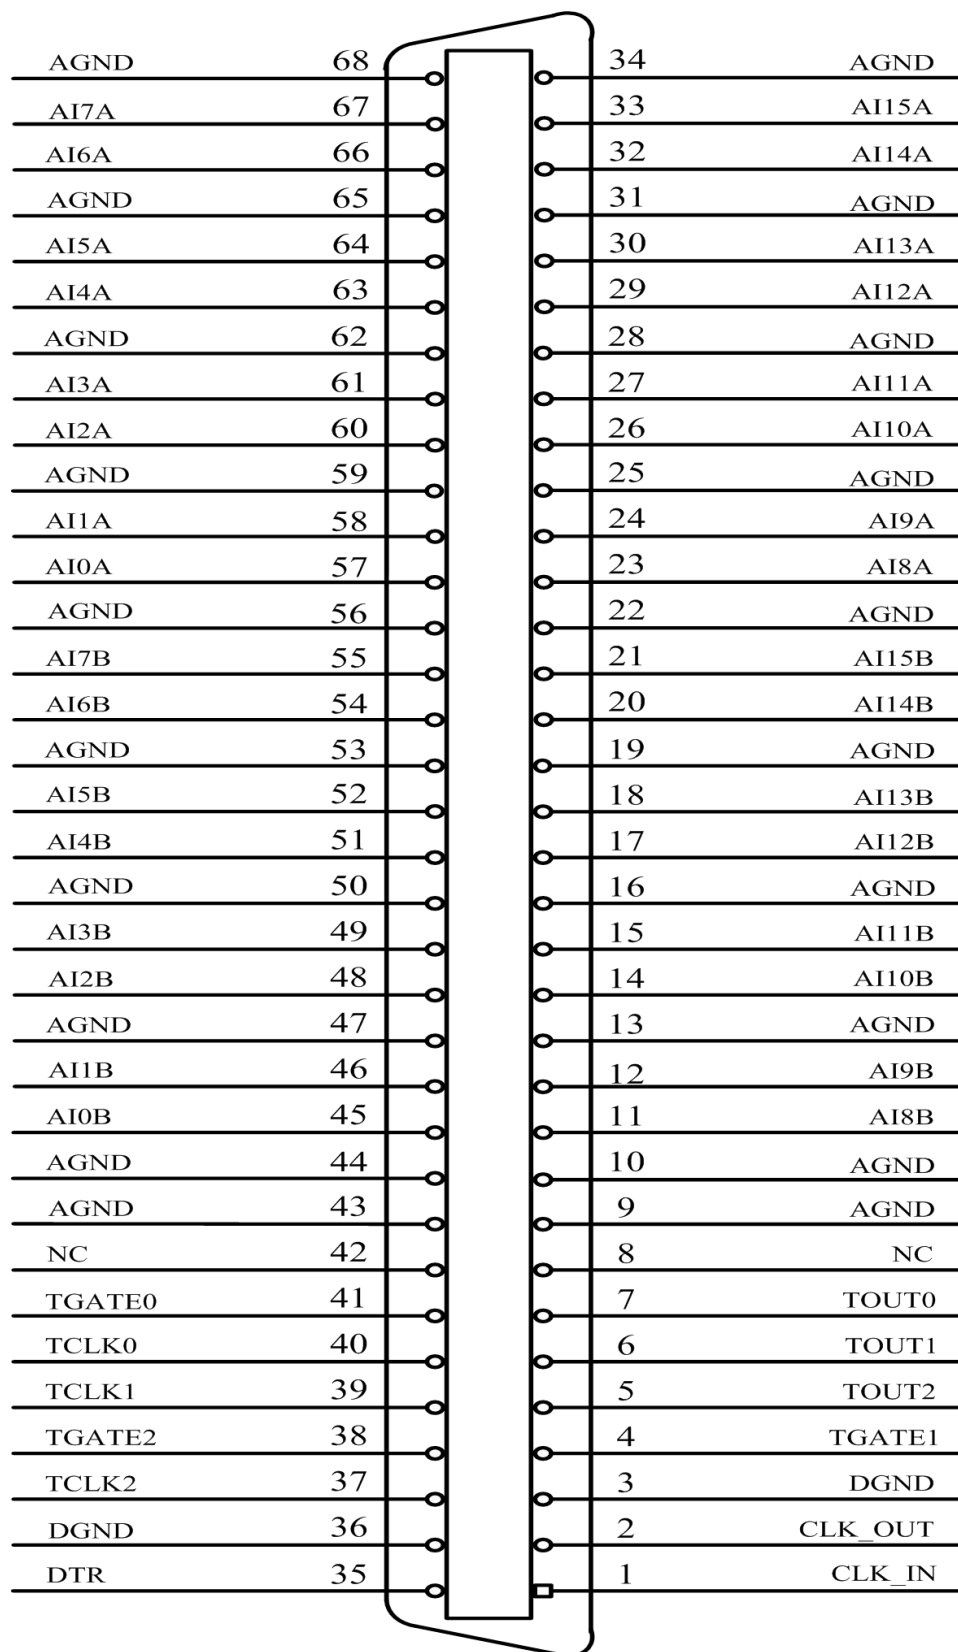 AGND 68 34 AGND
AI7A 67 33 AI15A
AI6A 66 32 AI14A
AGND 65 31 AGND
AI5A 64 30 AI13A
AI4A 63 29 AI12A
AGND 62 28 AGND
AI3A 61 27 AI11A
AI2A 60 26 AI10A
AGND 59 25 AGND
AI1A 58 24 AI9A
AI0A 57 23 AI8A
AGND 56 22 AGND
AI7B 55 21 AI15B
AI6B 54 20 AI14B
AGND 53 19 AGND
AI5B 52 18 AI13B
AI4B 51 17 AI12B
AGND 50 16 AGND
AI3B 49 15 AI11B
AI2B 48 14 AI10B
AGND 47 13 AGND
AI1B 46 12 AI9B
AI0B 45 11 AI8B
AGND 44 10 AGND
AGND 43 9 AGND
NC 42 8 NC
TGATE0 41 7 TOUT0
TCLK0 40 6 TOUT1
TCLK1 39 5 TOUT2
TGATE2 38 4 TGATE1
TCLK2 37 3 DGND
DGND 36 2 CLK_OUT
DTR 35 1 CLK_IN